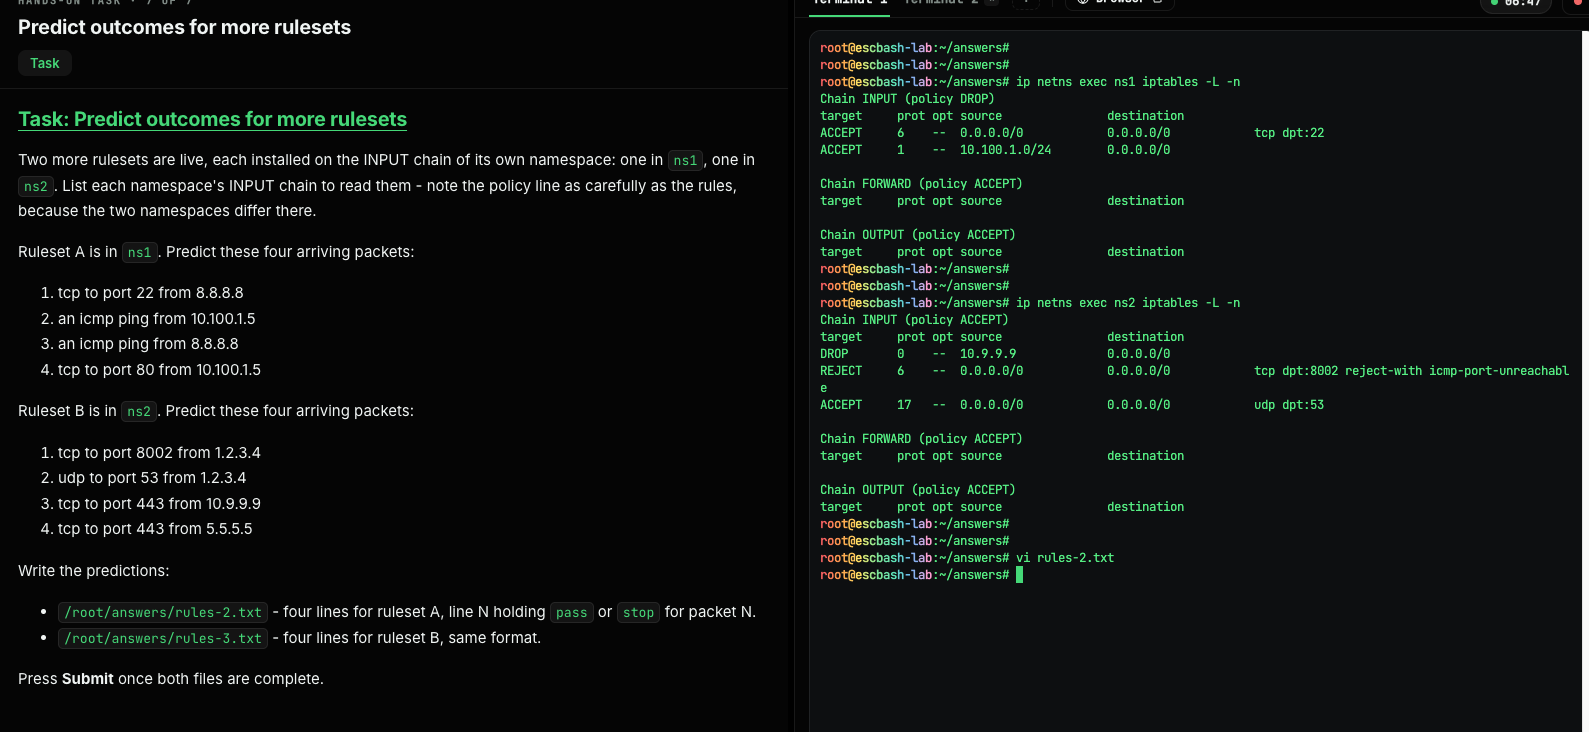 HANDS-ON TASK · 7 OF 7
Predict outcomes for more rulesets
Task
Task: Predict outcomes for more rulesets
Two more rulesets are live, each installed on the INPUT chain of its own namespace: one in ns1, one in
ns2. List each namespace's INPUT chain to read them - note the policy line as carefully as the rules,
because the two namespaces differ there.
Ruleset A is in ns1. Predict these four arriving packets:
1. tcp to port 22 from 8.8.8.8
2. an icmp ping from 10.100.1.5
3. an icmp ping from 8.8.8.8
4. tcp to port 80 from 10.100.1.5
Ruleset B is in ns2. Predict these four arriving packets:
1. tcp to port 8002 from 1.2.3.4
2. udp to port 53 from 1.2.3.4
3. tcp to port 443 from 10.9.9.9
4. tcp to port 443 from 5.5.5.5
Write the predictions:
• /root/answers/rules-2.txt - four lines for ruleset A, line N holding pass or stop for packet N.
• /root/answers/rules-3.txt - four lines for ruleset B, same format.
Press Submit once both files are complete.
Terminal 1 Terminal 2 Browser 08:47
root@escbash-lab:~/answers#
root@escbash-lab:~/answers#
root@escbash-lab:~/answers# ip netns exec ns1 iptables -L -n
Chain INPUT (policy DROP)
target prot opt source destination
ACCEPT 6 -- 0.0.0.0/0 0.0.0.0/0 tcp dpt:22
ACCEPT 1 -- 10.100.1.0/24 0.0.0.0/0
Chain FORWARD (policy ACCEPT)
target prot opt source destination
Chain OUTPUT (policy ACCEPT)
target prot opt source destination
root@escbash-lab:~/answers#
root@escbash-lab:~/answers#
root@escbash-lab:~/answers# ip netns exec ns2 iptables -L -n
Chain INPUT (policy ACCEPT)
target prot opt source destination
DROP 0 -- 10.9.9.9 0.0.0.0/0
REJECT 6 -- 0.0.0.0/0 0.0.0.0/0 tcp dpt:8002 reject-with icmp-port-unreachabl
e
ACCEPT 17 -- 0.0.0.0/0 0.0.0.0/0 udp dpt:53
Chain FORWARD (policy ACCEPT)
target prot opt source destination
Chain OUTPUT (policy ACCEPT)
target prot opt source destination
root@escbash-lab:~/answers#
root@escbash-lab:~/answers#
root@escbash-lab:~/answers# vi rules-2.txt
root@escbash-lab:~/answers#